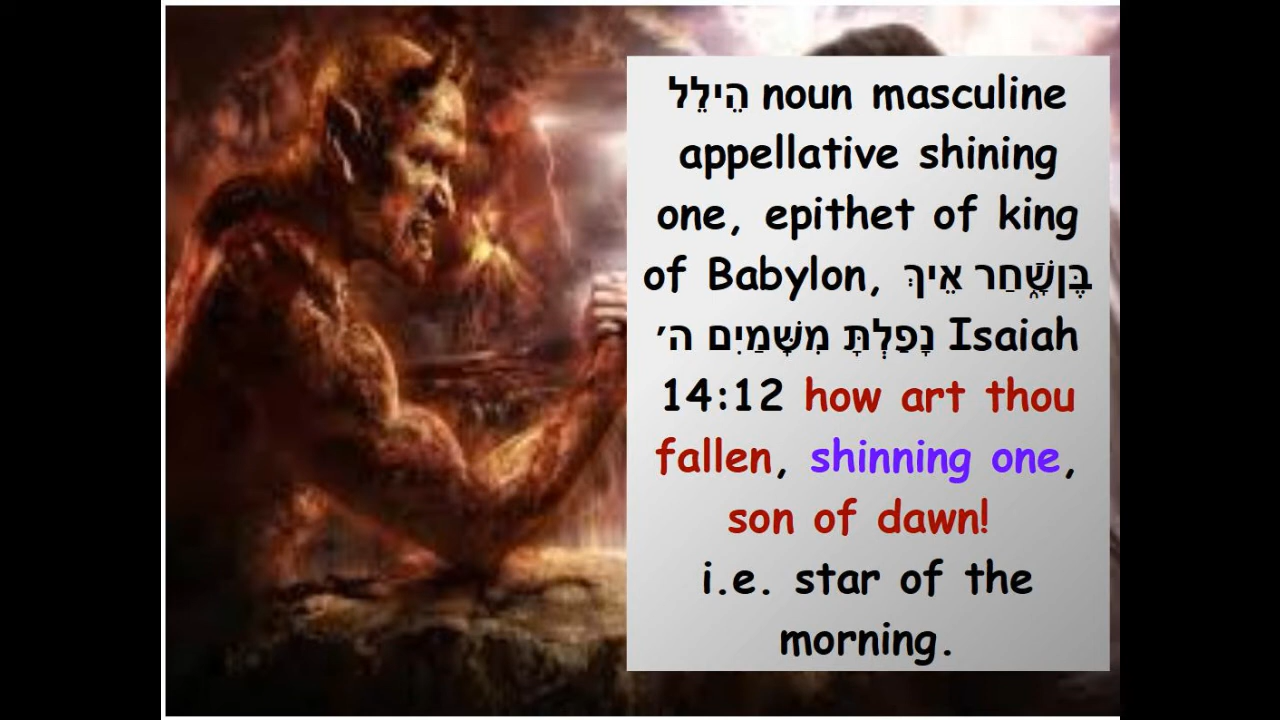 הֵילֵל noun masculine
appellative shining
one, epithet of king
of Babylon, בֶּןשָׁ֑חַר אֵיךְ
נָפַלְתָּ מִשָּׁמַיִם ה׳ Isaiah
14:12 how art thou
fallen, shinning one,
son of dawn!
i.e. star of the
morning.